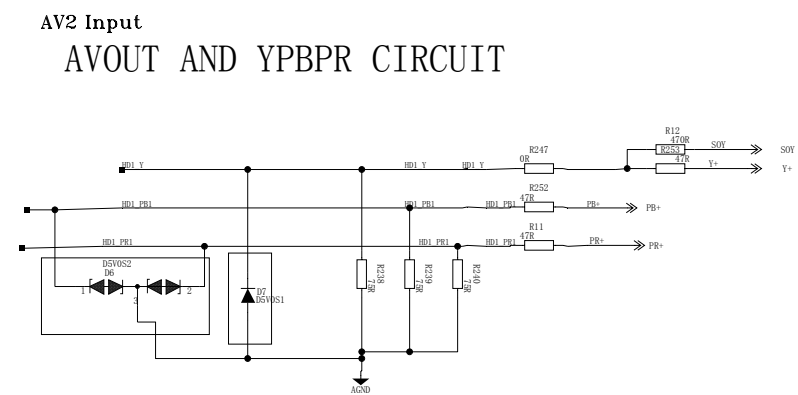 AV2 Input
AVOUT AND YPBPR CIRCUIT
R12
470R
SOY
SOY
R247
0R
R253
47R
Y+
Y+
HD1_Y
HD1_Y
HD1_Y
R252
47R
HD1_PB1
HD1_PB1
HD1_PB1
PB+
PB+
R11
47R
HD1_PR1
HD1_PR1
HD1_PR1
PR+
PR+
D5V0S2
D6
1
3
2
D7
D5V0S1
R238
75R
R239
75R
R240
75R
AGND